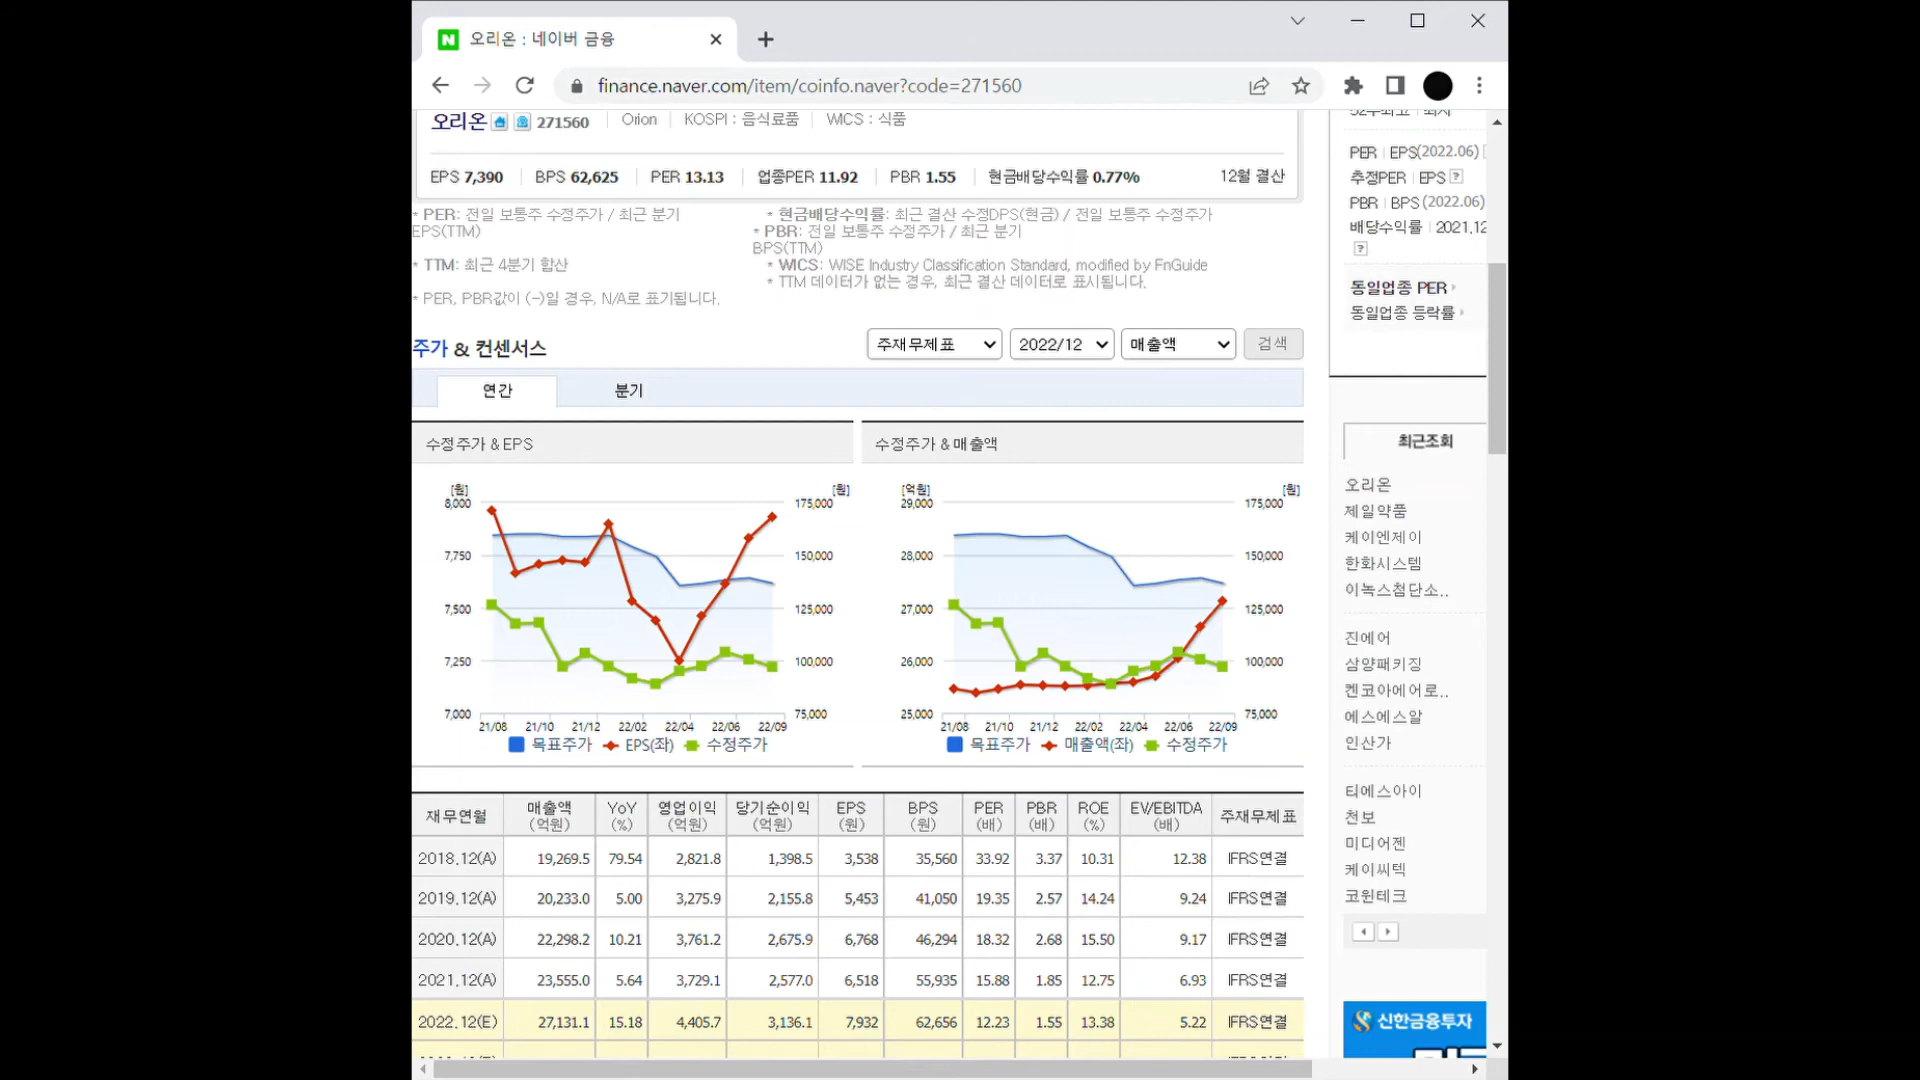 오리온 : 네이버 금융
finance.naver.com/item/coinfo.naver?code=271560
오리온 271560 Orion KOSPI : 음식료품 WICS : 식품
EPS 7,390 BPS 62,625 PER 13.13 업종PER 11.92 PBR 1.55 현금배당수익률 0.77% 12월 결산
* PER: 전일 보통주 수정주가 / 최근 분기
EPS(TTM)
* TTM: 최근 4분기 합산
* PER, PBR값이 (-)일 경우, N/A로 표기됩니다.
* 현금배당수익률: 최근 결산 수정DPS(현금) / 전일 보통주 수정주가
* PBR: 전일 보통주 수정주가 / 최근 분기
BPS(TTM)
* WICS: WISE Industry Classification Standard, modified by FnGuide
* TTM 데이터가 없는 경우, 최근 결산 데이터로 표시됩니다.
주가 & 컨센서스
주재무제표 2022/12 매출액 검색
연간 분기
수정주가 & EPS
[원] [원]
8,000 175,000
7,750 150,000
7,500 125,000
7,250 100,000
7,000 75,000
21/08 21/10 21/12 22/02 22/04 22/06 22/09
목표주가 EPS(좌) 수정주가
수정주가 & 매출액
[억원] [원]
29,000 175,000
28,000 150,000
27,000 125,000
26,000 100,000
25,000 75,000
21/08 21/10 21/12 22/02 22/04 22/06 22/09
목표주가 매출액(좌) 수정주가
재무연월 매출액 (억원) YoY (%) 영업이익 (억원) 당기순이익 (억원) EPS (원) BPS (원) PER (배) PBR (배) ROE (%) EV/EBITDA (배) 주재무제표
2018.12(A) 19,269.5 79.54 2,821.8 1,398.5 3,538 35,560 33.92 3.37 10.31 12.38 IFRS연결
2019.12(A) 20,233.0 5.00 3,275.9 2,155.8 5,453 41,050 19.35 2.57 14.24 9.24 IFRS연결
2020.12(A) 22,298.2 10.21 3,761.2 2,675.9 6,768 46,294 18.32 2.68 15.50 9.17 IFRS연결
2021.12(A) 23,555.0 5.64 3,729.1 2,577.0 6,518 55,935 15.88 1.85 12.75 6.93 IFRS연결
2022.12(E) 27,131.1 15.18 4,405.7 3,136.1 7,932 62,656 12.23 1.55 13.38 5.22 IFRS연결
PER EPS(2022.06)
추정PER EPS ?
PBR BPS (2022.06)
배당수익률 2021.12
?
동일업종 PER
동일업종 등락률
최근조회
오리온
제일약품
케이엔제이
한화시스템
이녹스첨단소..
진에어
삼양패키징
켄코아에어로..
에스에스알
인산가
티에스아이
천보
미디어젠
케이씨텍
코윈테크
신한금융투자